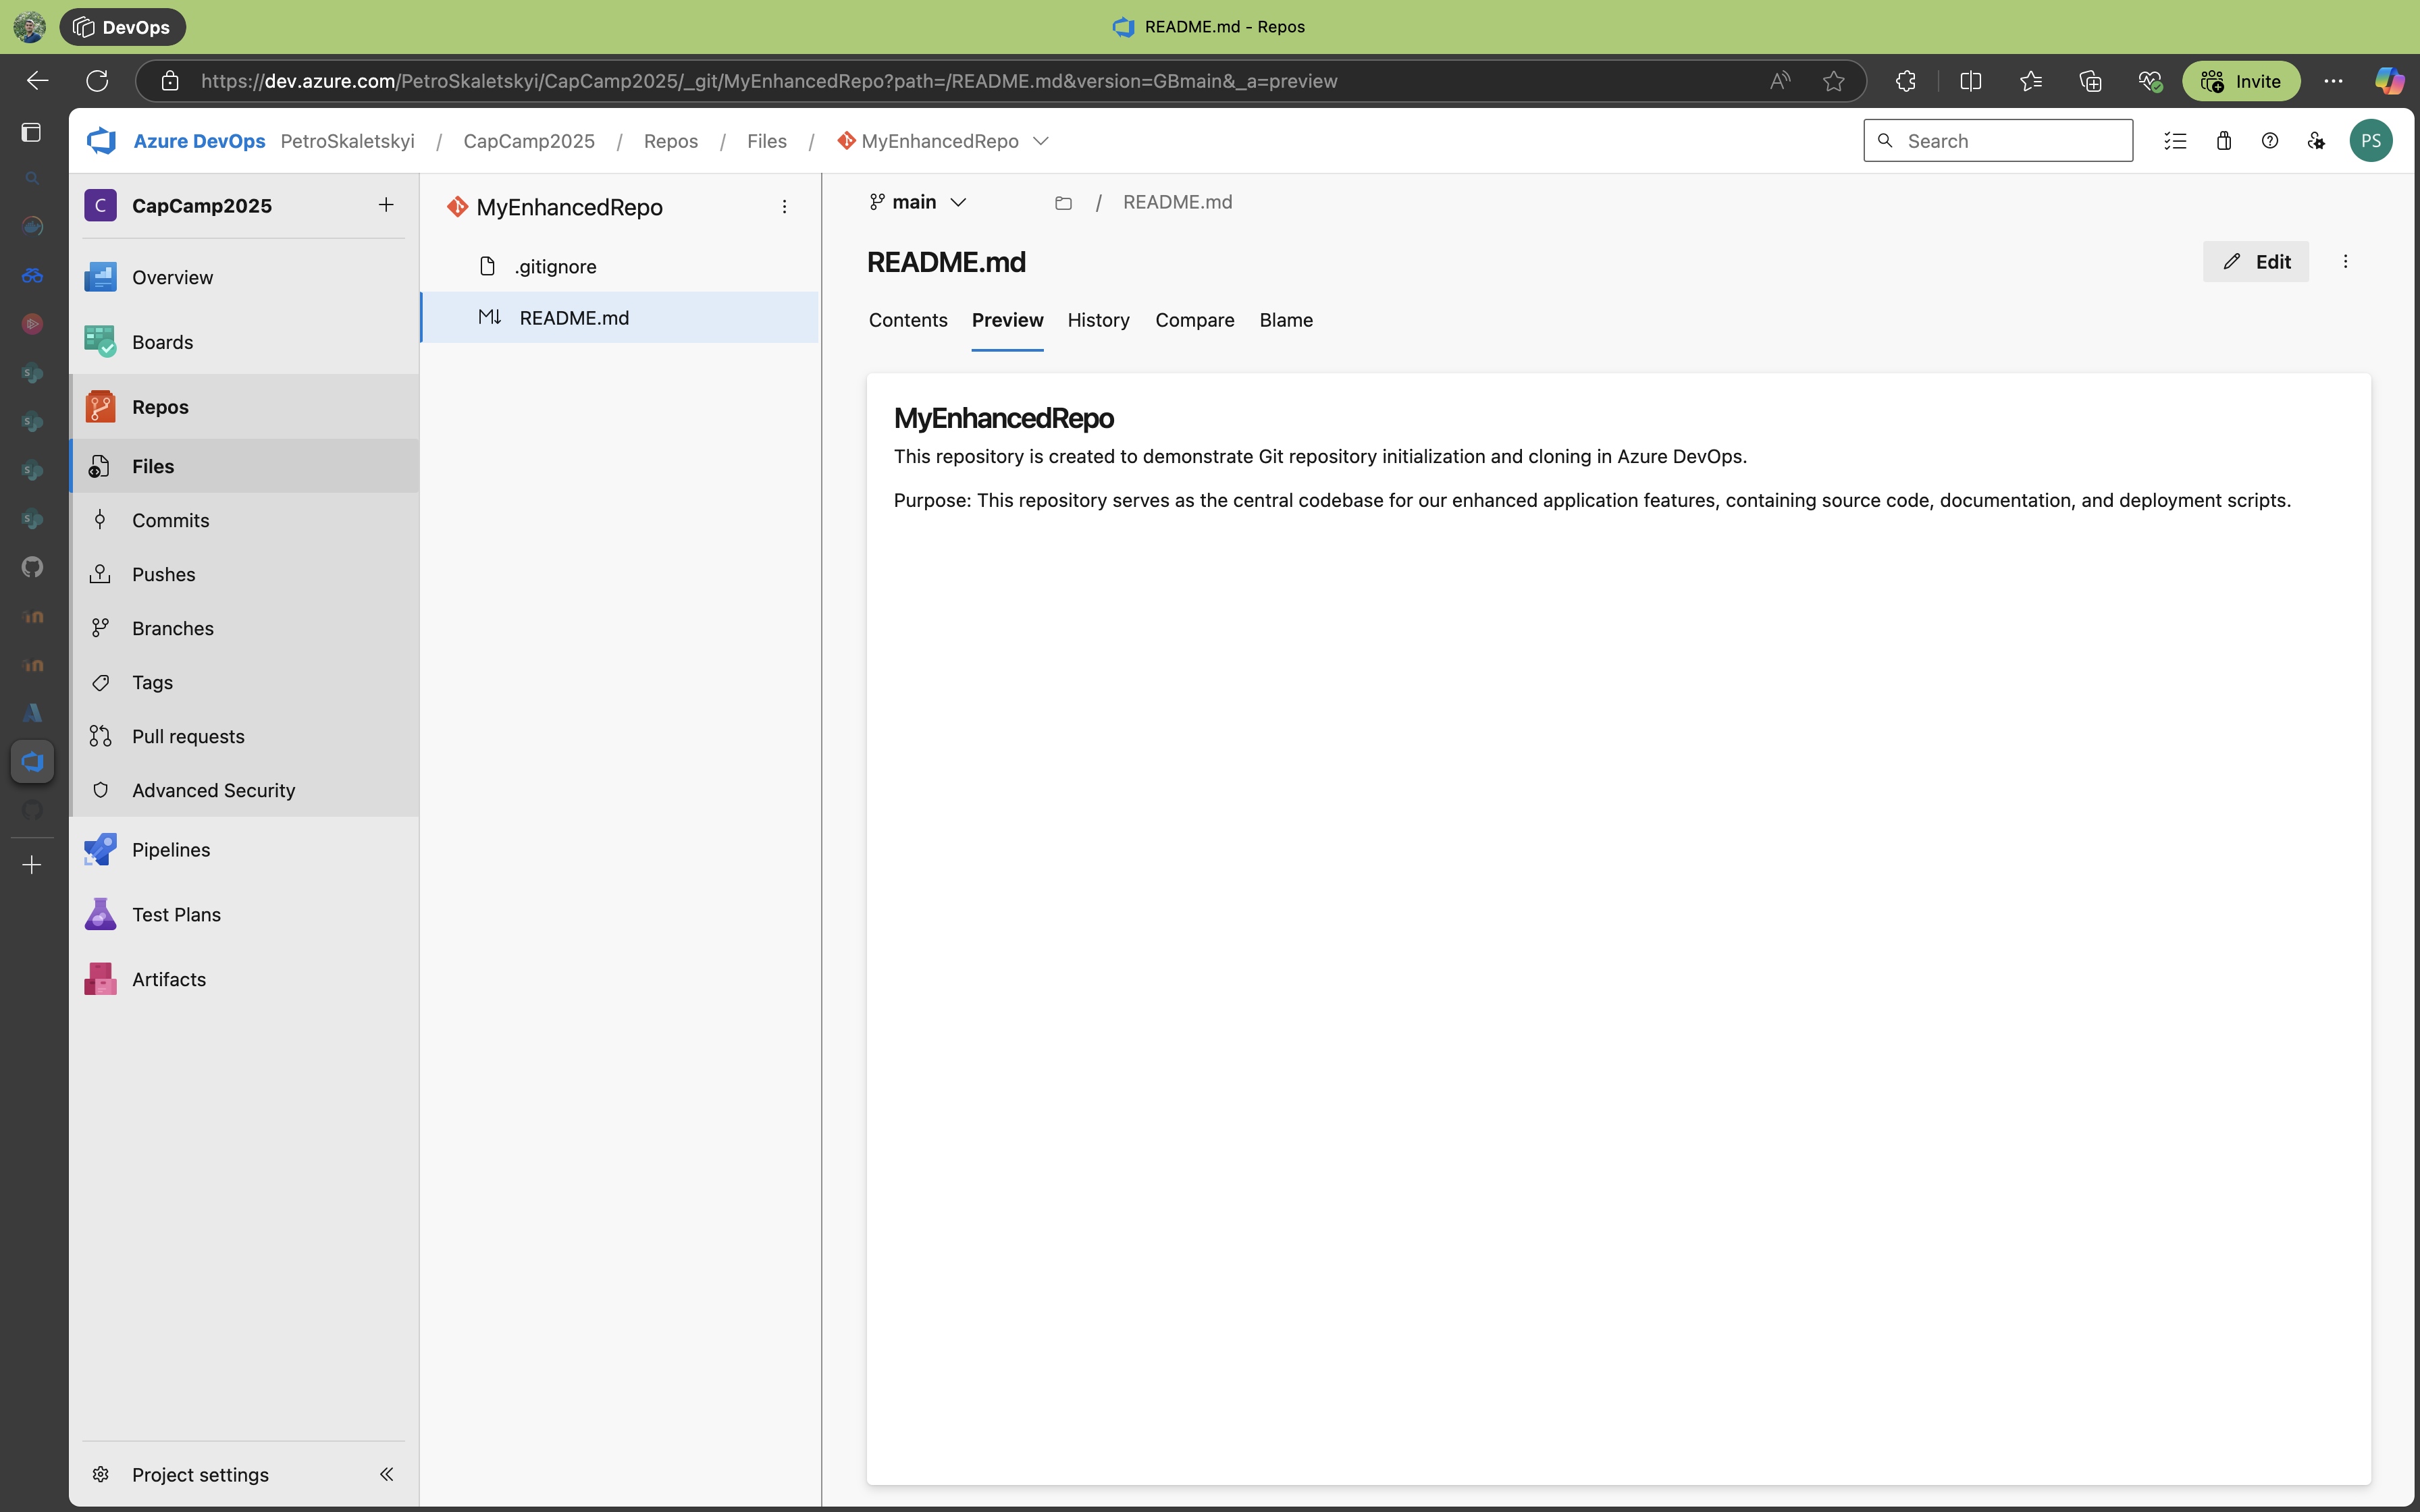 DevOps
README.md - Repos
https://dev.azure.com/PetroSkaletskyi/CapCamp2025/_git/MyEnhancedRepo?path=/README.md&version=GBmain&_a=preview
Invite
Azure DevOps PetroSkaletskyi / CapCamp2025 / Repos / Files / MyEnhancedRepo
Search
PS
C CapCamp2025
Overview
Boards
Repos
Files
Commits
Pushes
Branches
Tags
Pull requests
Advanced Security
Pipelines
Test Plans
Artifacts
Project settings
MyEnhancedRepo
.gitignore
README.md
main / README.md
README.md
Edit
Contents Preview History Compare Blame
MyEnhancedRepo
This repository is created to demonstrate Git repository initialization and cloning in Azure DevOps.
Purpose: This repository serves as the central codebase for our enhanced application features, containing source code, documentation, and deployment scripts.